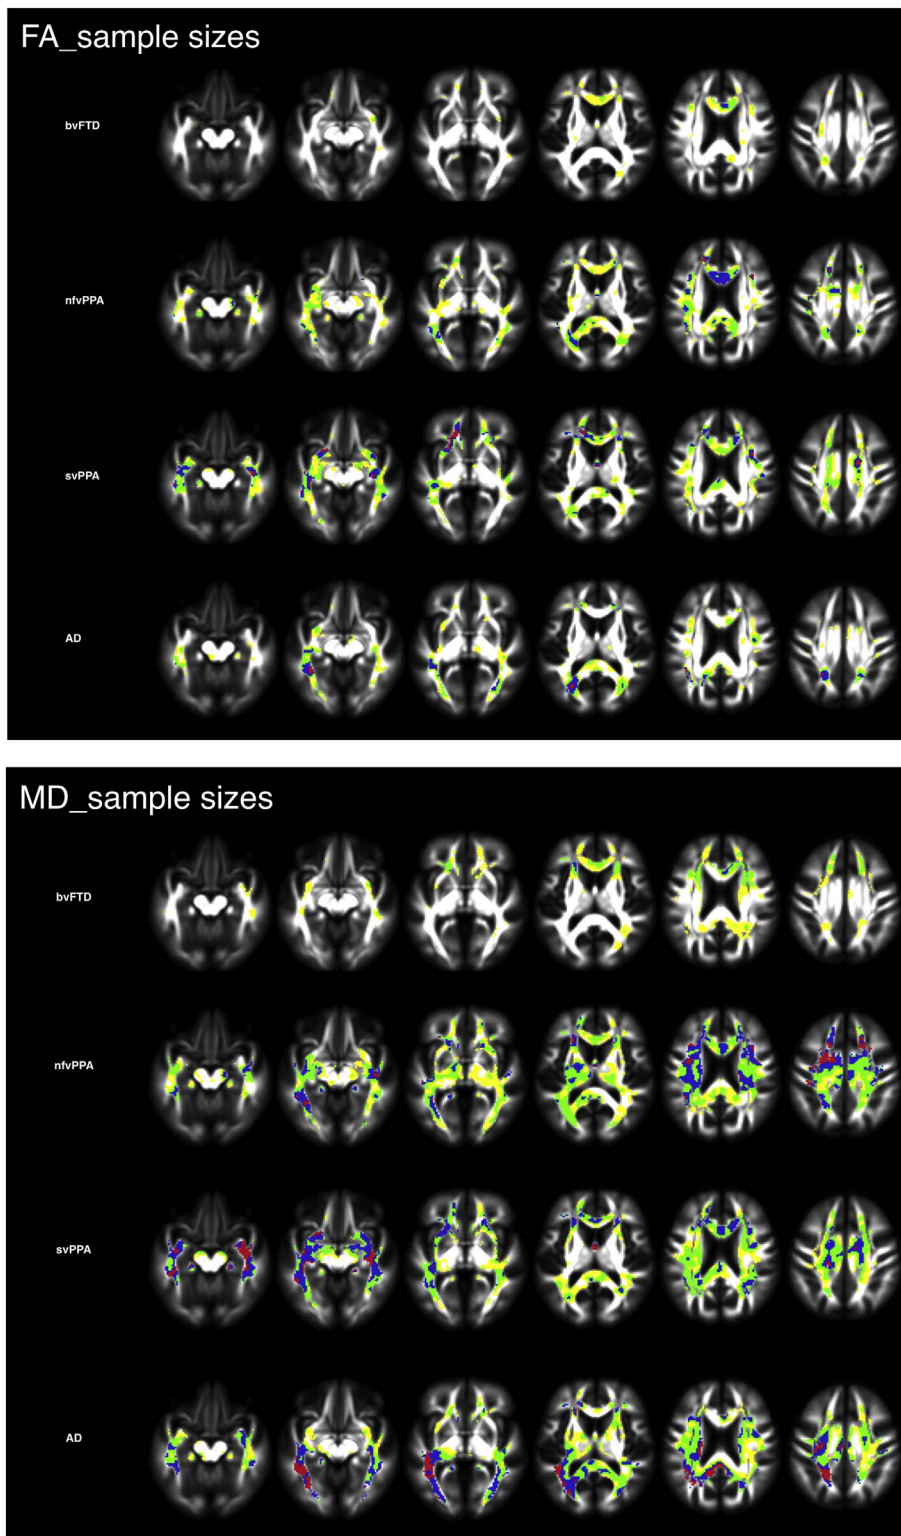 FA_sample sizes
bvFTD
nfvPPA
svPPA
AD
MD_sample sizes
bvFTD
nfvPPA
svPPA
AD